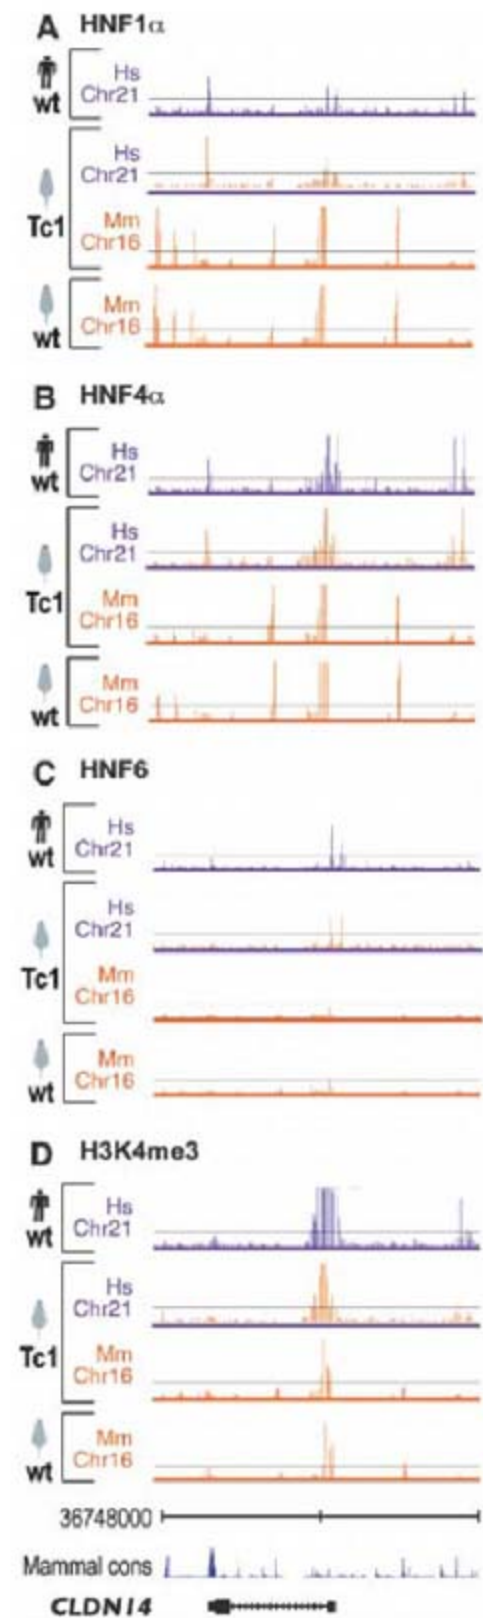 A HNF1α
Hs
Chr21
wt
Hs
Chr21
Tc1
Mm
Chr16
Mm
Chr16
wt
B HNF4α
Hs
Chr21
wt
Hs
Chr21
Tc1
Mm
Chr16
Mm
Chr16
wt
C HNF6
Hs
Chr21
wt
Hs
Chr21
Tc1
Mm
Chr16
Mm
Chr16
wt
D H3K4me3
Hs
Chr21
wt
Hs
Chr21
Tc1
Mm
Chr16
Mm
Chr16
wt
36748000
Mammal cons
CLDN14